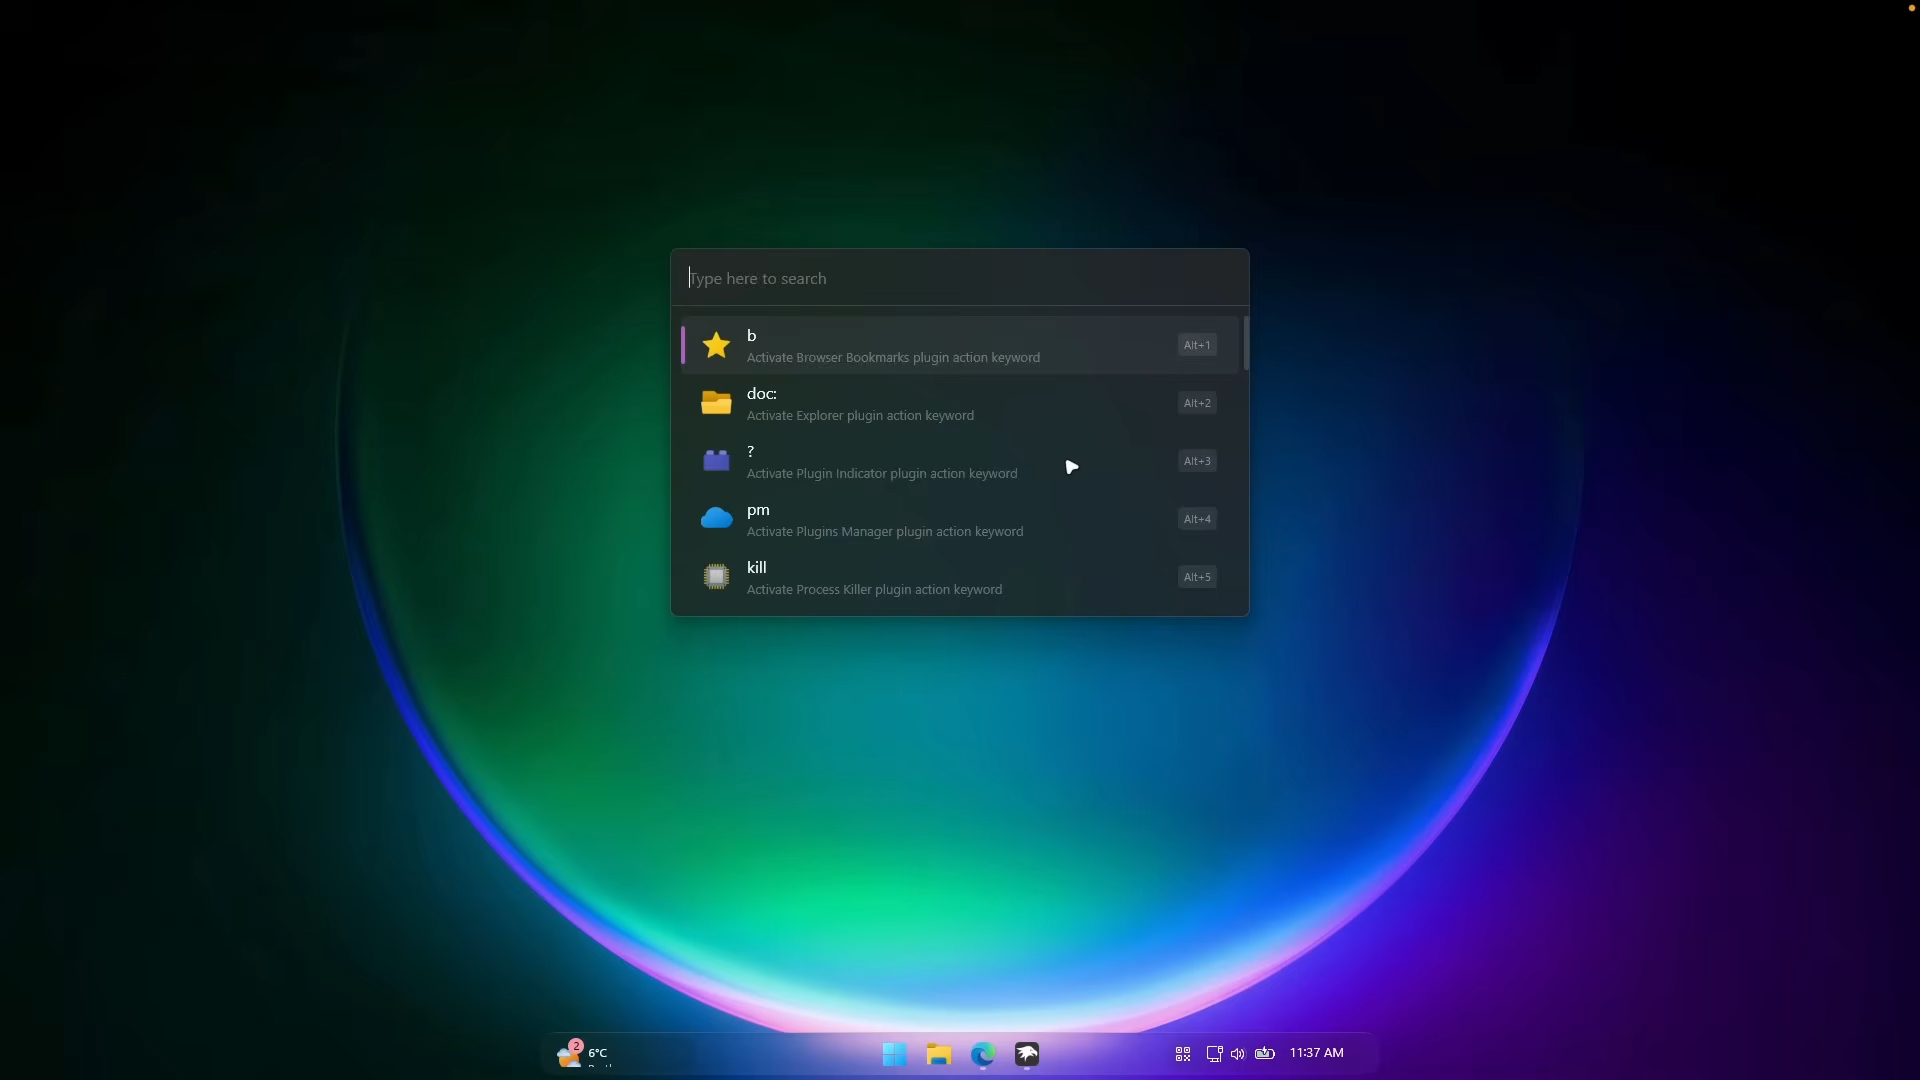 Type here to search
b
Activate Browser Bookmarks plugin action keyword
Alt+1
doc:
Activate Explorer plugin action keyword
Alt+2
?
Activate Plugin Indicator plugin action keyword
Alt+3
pm
Activate Plugins Manager plugin action keyword
Alt+4
kill
Activate Process Killer plugin action keyword
Alt+5
2
6°C
11:37 AM